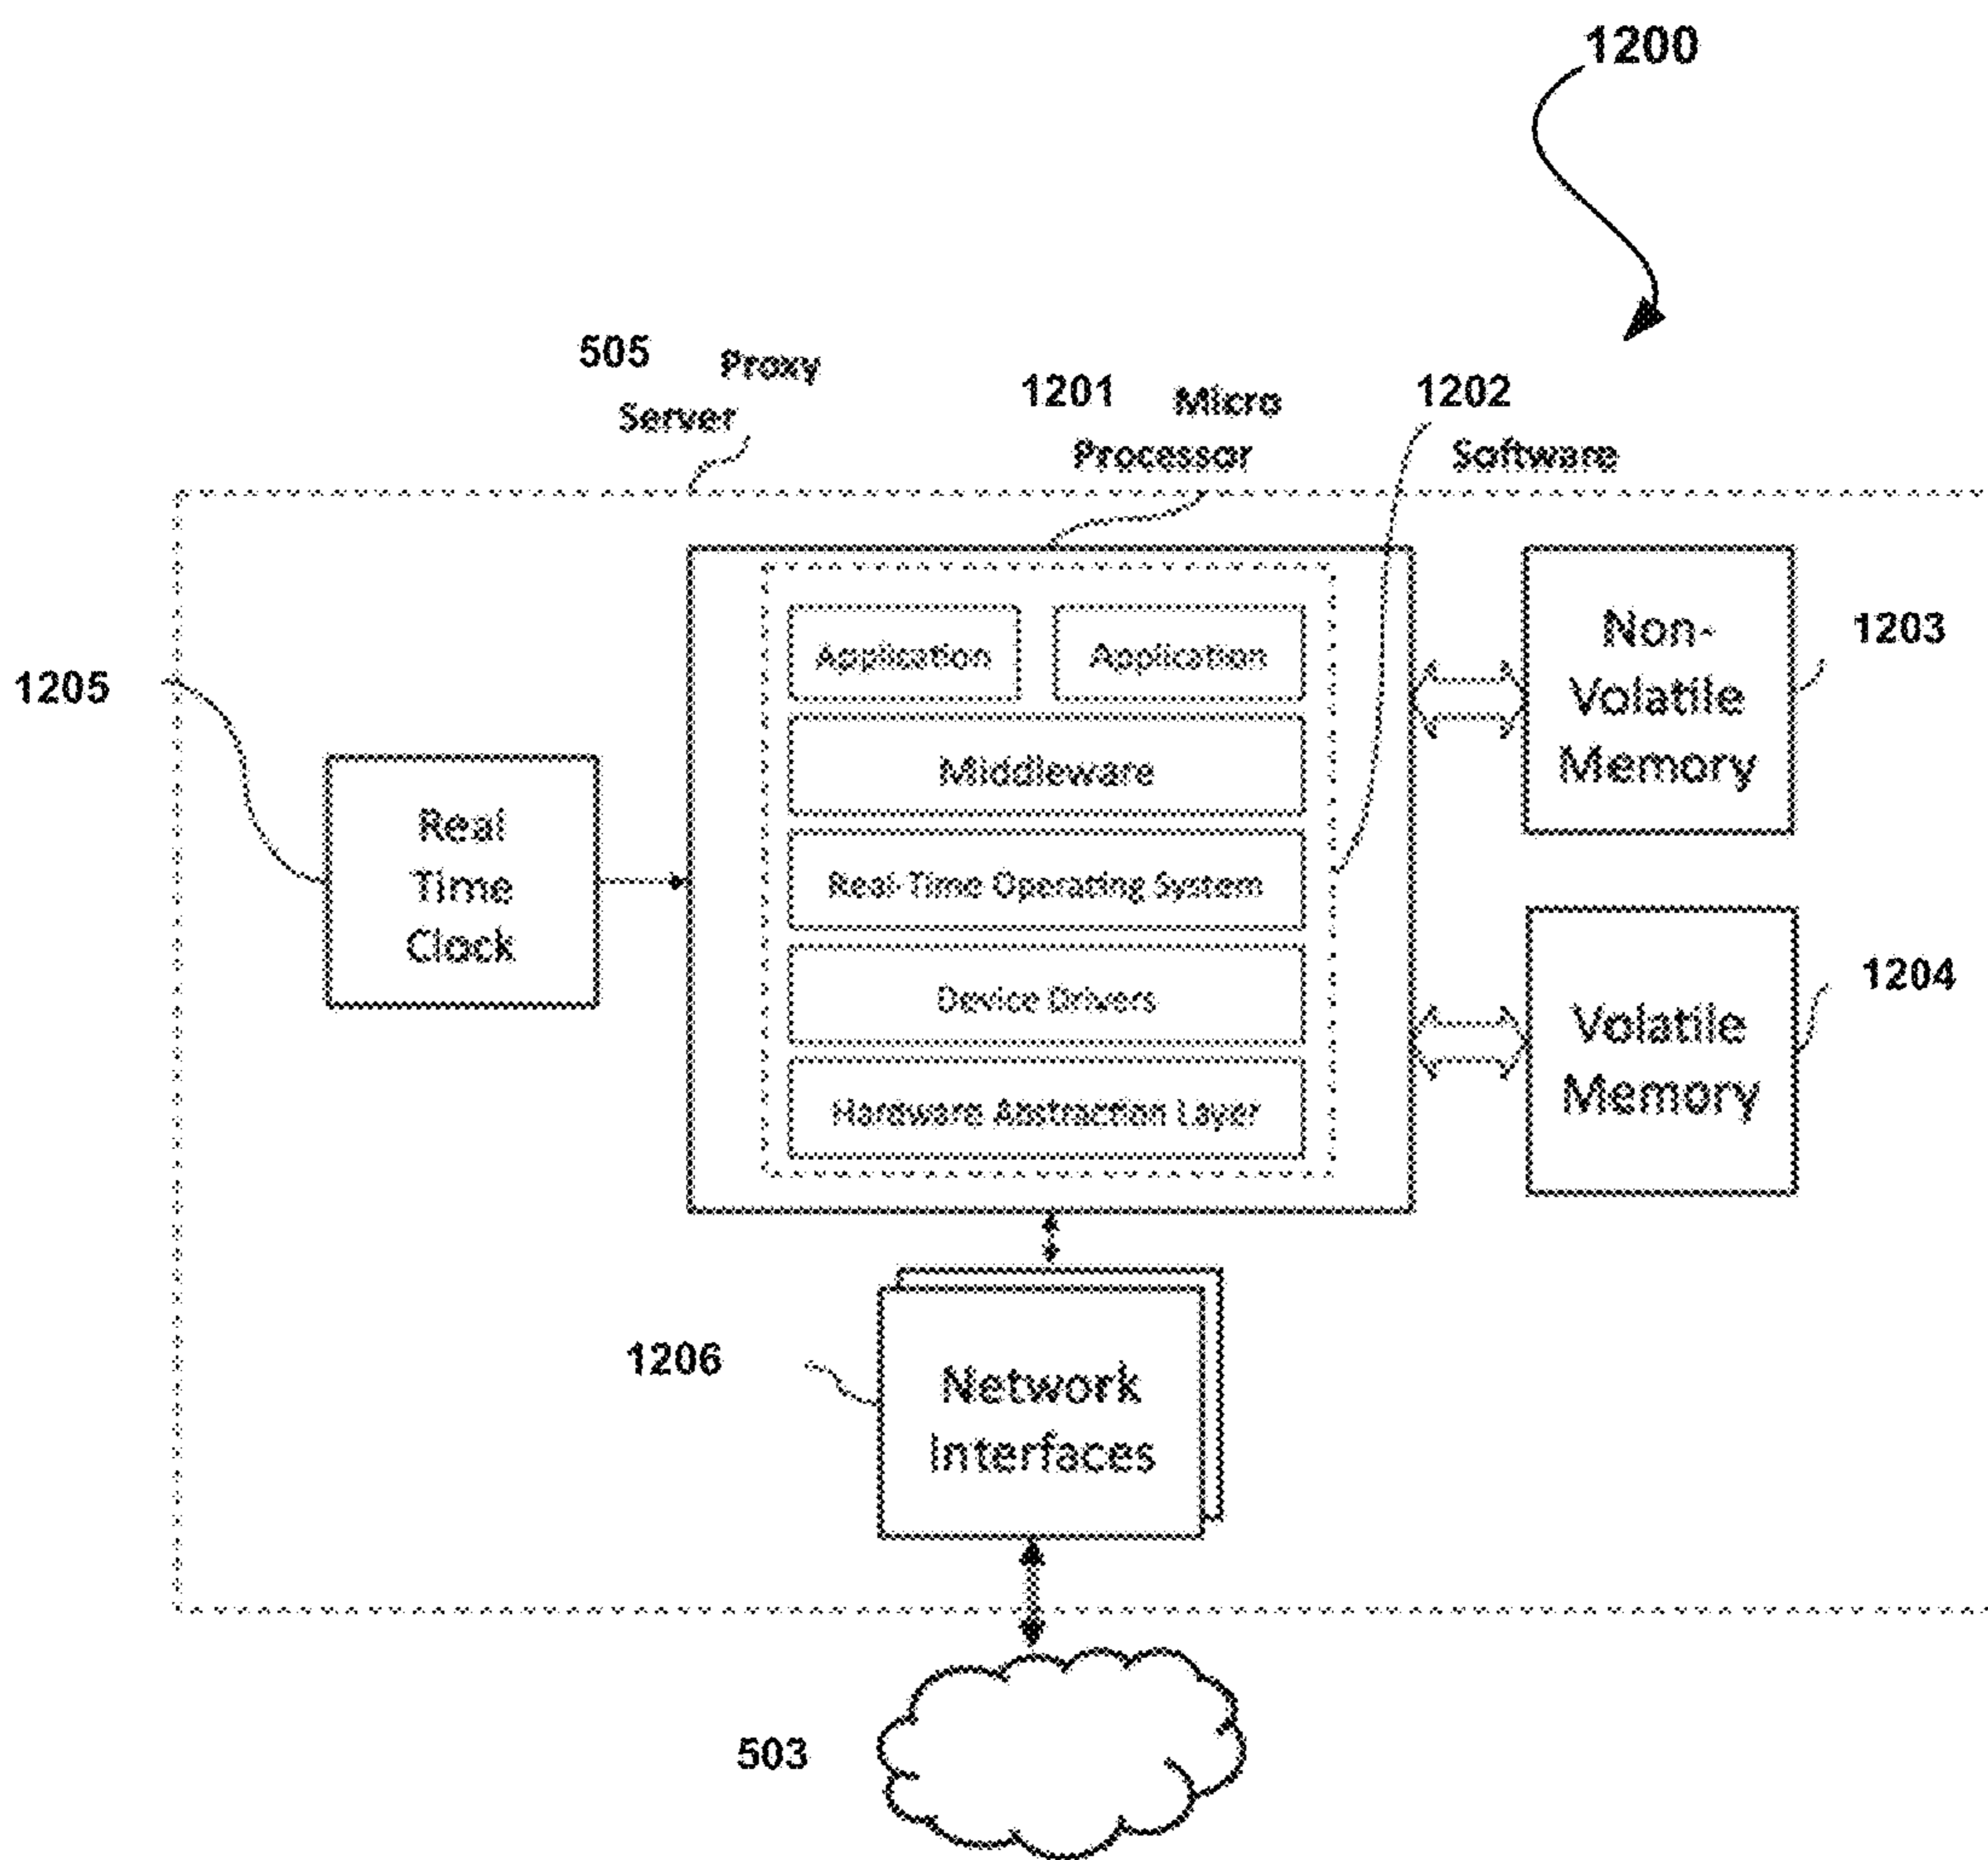 1200
505 Proxy
Server
1201 Micro
Processor
1202
Software
Application
Application
Middleware
Real-Time Operating System
Device Drivers
Hardware Abstraction Layer
Non-
Volatile
Memory
1203
1205
Real
Time
Clock
Volatile
Memory
1204
1206
Network
Interfaces
503